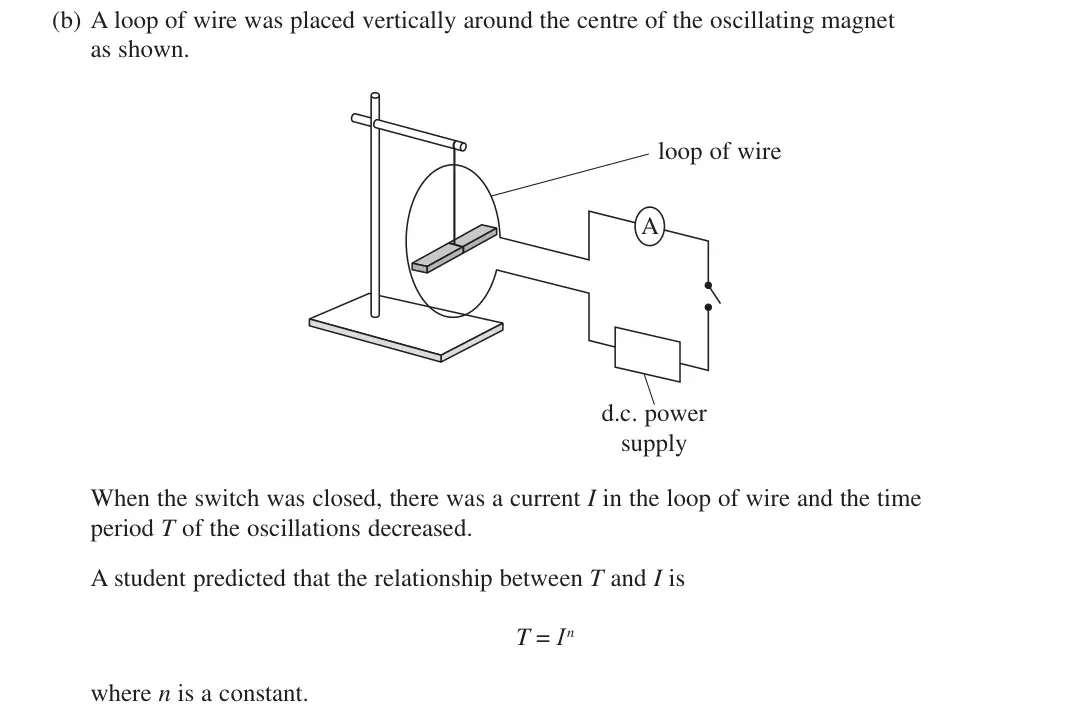 (b) A loop of wire was placed vertically around the centre of the oscillating magnet
as shown.
loop of wire
A
d.c. power
supply
When the switch was closed, there was a current I in the loop of wire and the time
period T of the oscillations decreased.
A student predicted that the relationship between T and I is
T = Iⁿ
where n is a constant.